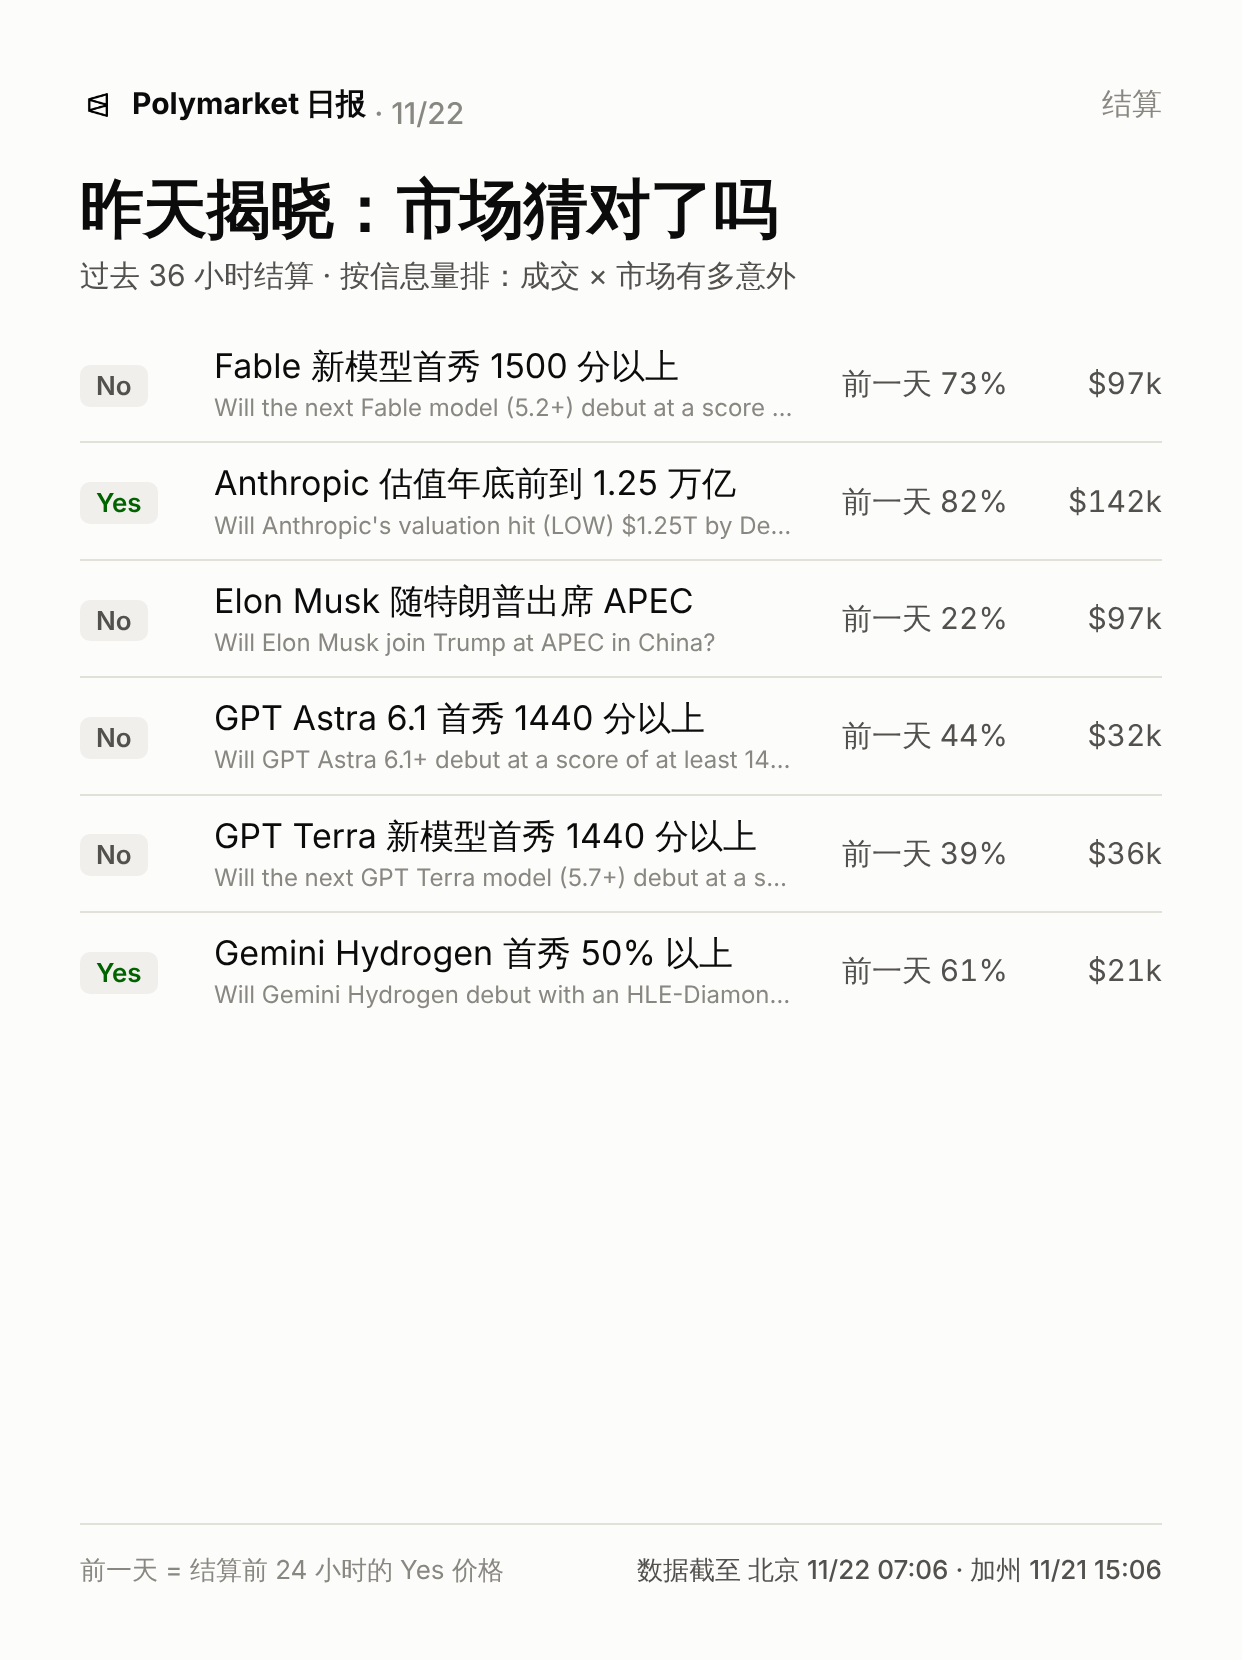 Polymarket 日报 · 11/22
结算
昨天揭晓：市场猜对了吗
过去 36 小时结算 · 按信息量排：成交 × 市场有多意外
No
Fable 新模型首秀 1500 分以上
Will the next Fable model (5.2+) debut at a score ...
前一天 73%
$97k
Yes
Anthropic 估值年底前到 1.25 万亿
Will Anthropic's valuation hit (LOW) $1.25T by De...
前一天 82%
$142k
No
Elon Musk 随特朗普出席 APEC
Will Elon Musk join Trump at APEC in China?
前一天 22%
$97k
No
GPT Astra 6.1 首秀 1440 分以上
Will GPT Astra 6.1+ debut at a score of at least 14...
前一天 44%
$32k
No
GPT Terra 新模型首秀 1440 分以上
Will the next GPT Terra model (5.7+) debut at a s...
前一天 39%
$36k
Yes
Gemini Hydrogen 首秀 50% 以上
Will Gemini Hydrogen debut with an HLE-Diamon...
前一天 61%
$21k
前一天 = 结算前 24 小时的 Yes 价格
数据截至 北京 11/22 07:06 · 加州 11/21 15:06